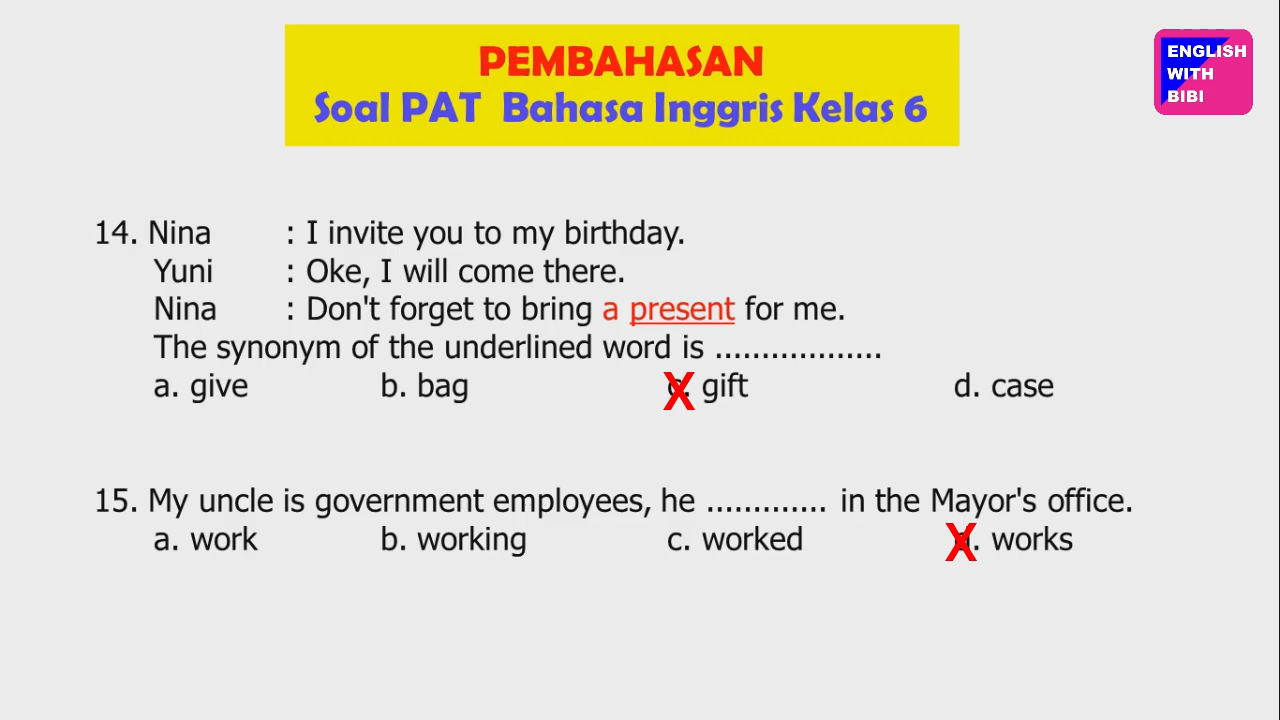 PEMBAHASAN
Soal PAT Bahasa Inggris Kelas 6
ENGLISH
WITH
BIBI
14. Nina : I invite you to my birthday.
Yuni : Oke, I will come there.
Nina : Don't forget to bring a present for me.
The synonym of the underlined word is ..................
a. give b. bag c. gift d. case
15. My uncle is government employees, he ............. in the Mayor's office.
a. work b. working c. worked d. works